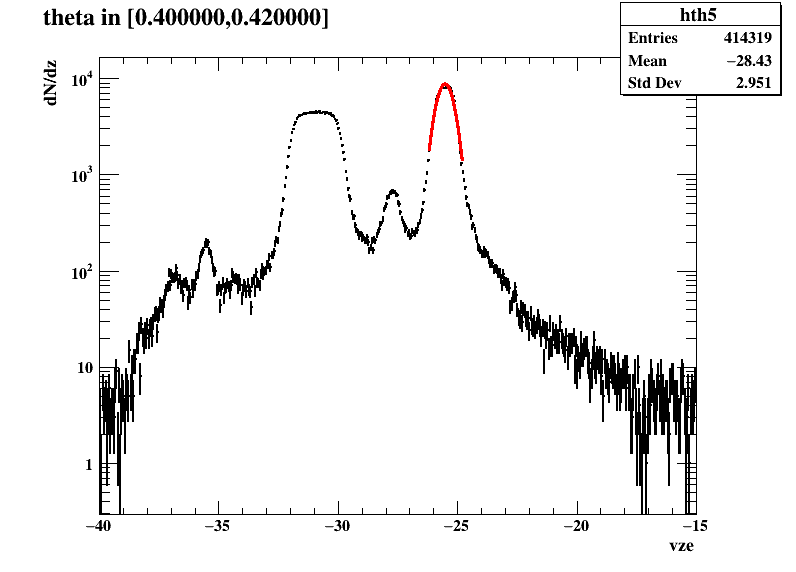 theta in [0.400000,0.420000]
hth5
Entries 414319
Mean −28.43
Std Dev 2.951
dN/dz
10⁴
10³
10²
10
1
−40 −35 −30 −25 −20 −15
vze